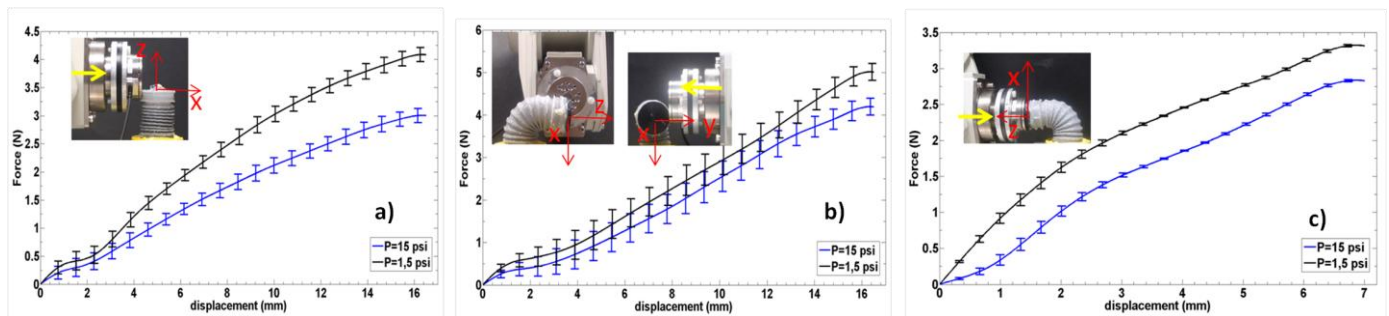 4.5
4
3.5
3
2.5
2
1.5
1
0.5
0
Force (N)
z
x
a)
P=15 psi
P=1,5 psi
0 2 4 6 8 10 12 14 16
displacement (mm)
6
5
4
3
2
1
0
Force (N)
x
z
x
y
b)
P=15 psi
P=1,5 psi
0 2 4 6 8 10 12 14 16
displacement (mm)
3.5
3
2.5
2
1.5
1
0.5
0
Force (N)
x
z
c)
P=15 psi
P=1,5 psi
0 1 2 3 4 5 6 7
displacement (mm)